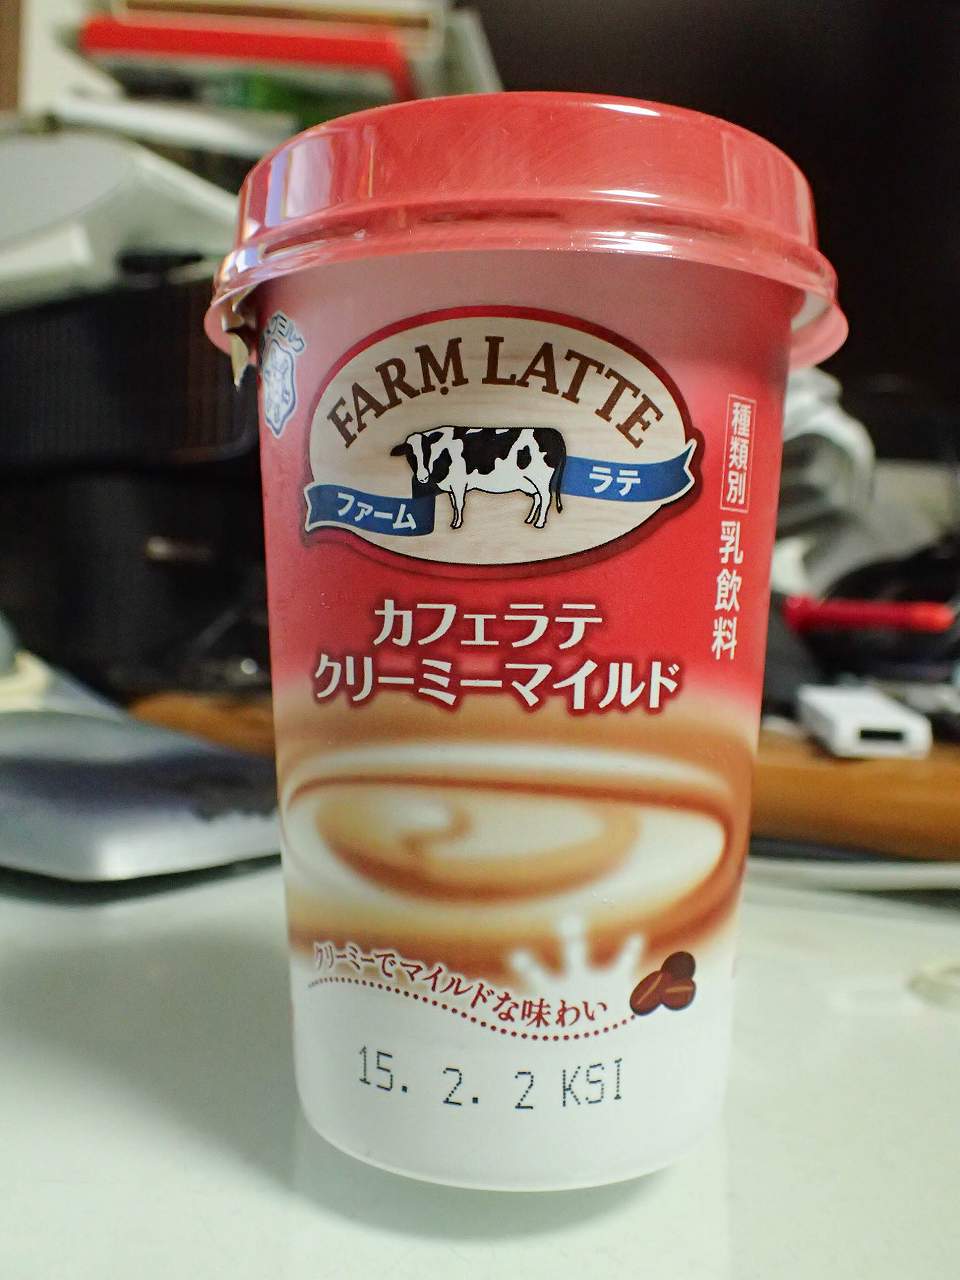 FARM LATTE
ファーム
ラテ
種類別
乳飲料
カフェラテ
クリーミーマイルド
クリーミーでマイルドな味わい
15. 2. 2 KSI